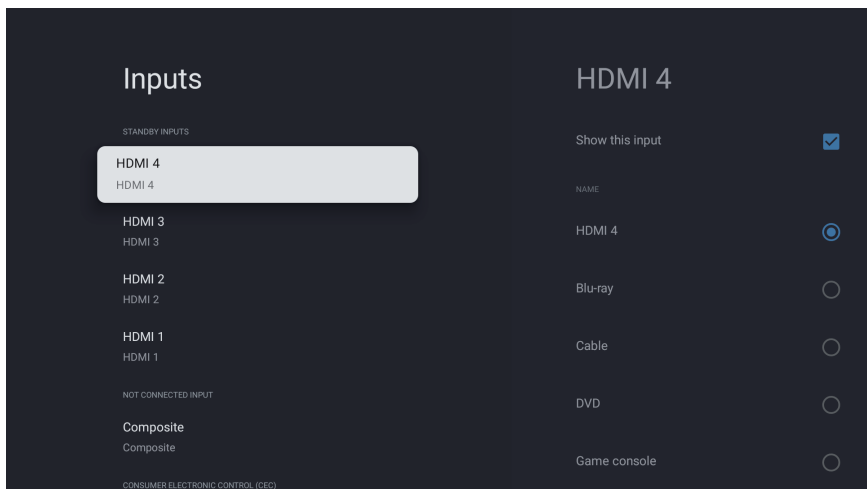 Inputs
STANDBY INPUTS
HDMI 4
HDMI 4
HDMI 3
HDMI 3
HDMI 2
HDMI 2
HDMI 1
HDMI 1
NOT CONNECTED INPUT
Composite
Composite
CONSUMER ELECTRONIC CONTROL (CEC)
HDMI 4
Show this input
NAME
HDMI 4
Blu-ray
Cable
DVD
Game console